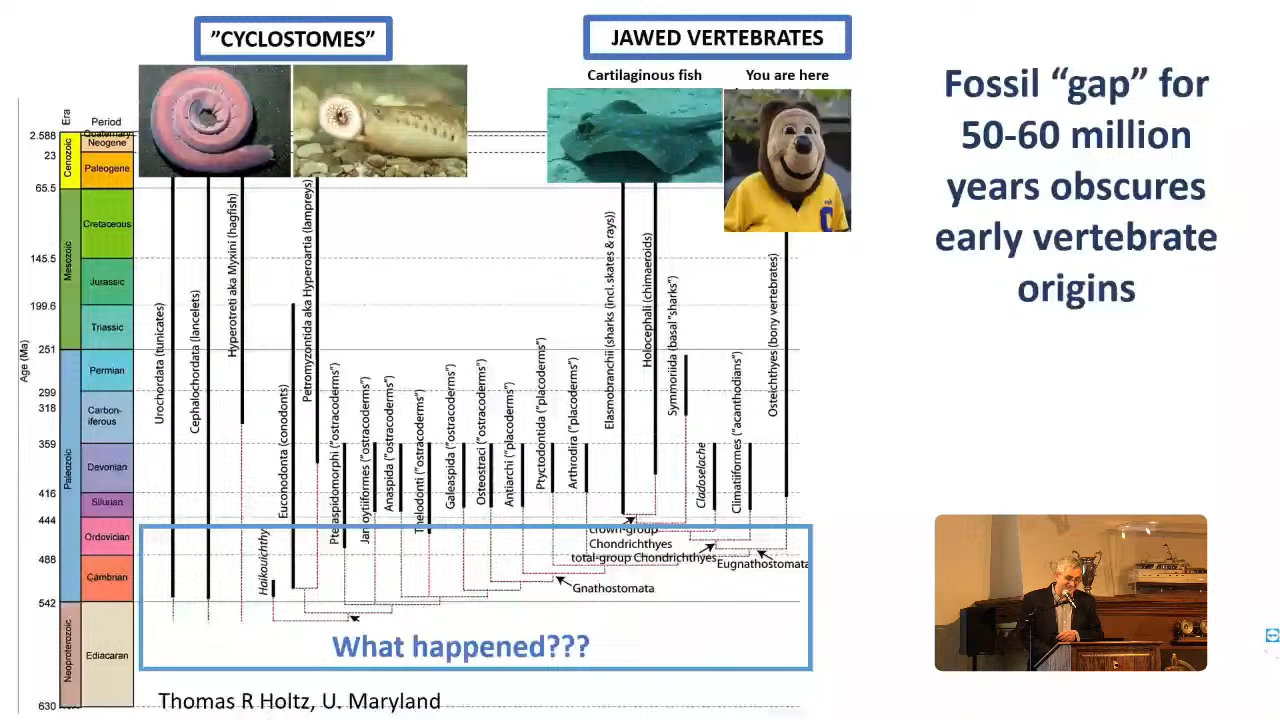 ”CYCLOSTOMES”
JAWED VERTEBRATES
Cartilaginous fish
You are here
Fossil “gap” for
50-60 million
years obscures
early vertebrate
origins
Era
Period
Age (Ma)
2.588
23
65.5
145.5
199.6
251
299
318
359
416
444
488
542
630
Cenozoic
Mesozoic
Paleozoic
Neoproterozoic
Quaternary
Neogene
Paleogene
Cretaceous
Jurassic
Triassic
Permian
Carbon-
iferous
Devonian
Silurian
Ordovician
Cambrian
Ediacaran
Urochordata (tunicates)
Cephalochordata (lancelets)
Hyperotreti aka Myxini (hagfish)
Haikouichthy
Euconodonta (conodonts)
Petromyzontida aka Hyperoartia (lampreys)
Pteraspidomorphi ("ostracoderms")
Jamoytiiformes ("ostracoderms")
Anaspida ("ostracoderms")
Thelodonti ("ostracoderms")
Galeaspida ("ostracoderms")
Osteostraci ("ostracoderms")
Antiarchi ("placoderms")
Ptyctodontida ("placoderms")
Arthrodira ("placoderms")
Elasmobranchii (sharks (incl. skates & rays))
Holocephali (chimaeroids)
Symmoriida (basal "sharks")
Cladoselache
Climatiiformes ("acanthodians")
Osteichthyes (bony vertebrates)
crown-group
Chondrichthyes
total-group Chondrichthyes
Eugnathostomata
Gnathostomata
What happened???
Thomas R Holtz, U. Maryland